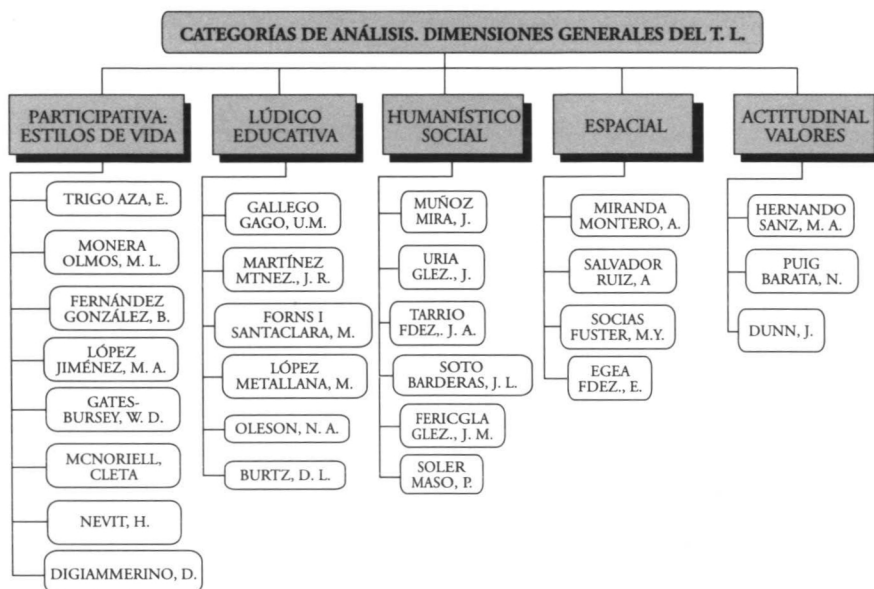 CATEGORÍAS DE ANÁLISIS. DIMENSIONES GENERALES DEL T. L.
PARTICIPATIVA:
ESTILOS DE VIDA
TRIGO AZA, E.
MONERA
OLMOS, M. L.
FERNÁNDEZ
GONZÁLEZ, B.
LÓPEZ
JIMÉNEZ, M. A.
GATES-
BURSEY, W. D.
MCNORIELL,
CLETA
NEVIT, H.
DIGIAMMERINO, D.
LÚDICO
EDUCATIVA
GALLEGO
GAGO, U.M.
MARTÍNEZ
MTNEZ., J. R.
FORNS I
SANTACLARA, M.
LÓPEZ
METALLANA, M.
OLESON, N. A.
BURTZ, D. L.
HUMANÍSTICO
SOCIAL
MUÑOZ
MIRA, J.
URIA
GLEZ., J.
TARRIO
FDEZ,. J. A.
SOTO
BARDERAS, J. L.
FERICGLA
GLEZ., J. M.
SOLER
MASO, P.
ESPACIAL
MIRANDA
MONTERO, A.
SALVADOR
RUIZ, A
SOCIAS
FUSTER, M.Y.
EGEA
FDEZ., E.
ACTITUDINAL
VALORES
HERNANDO
SANZ, M. A.
PUIG
BARATA, N.
DUNN, J.